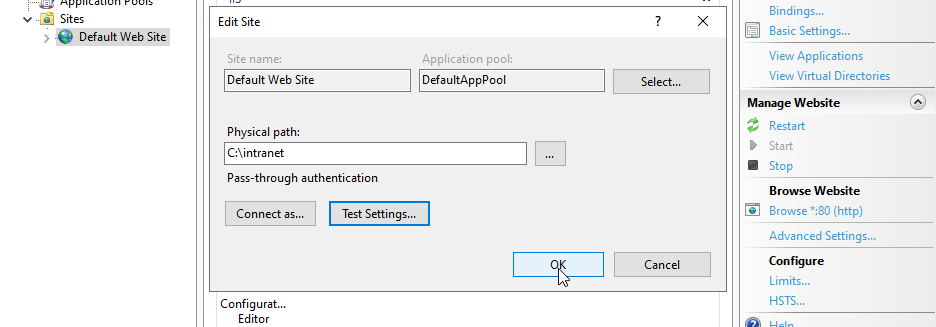 Application Pools
Sites
Default Web Site
Edit Site
?
Site name:
Application pool:
Default Web Site
DefaultAppPool
Select...
Physical path:
C:\intranet
...
Pass-through authentication
Connect as...
Test Settings...
OK
Cancel
Configurat...
Editor
Bindings...
Basic Settings...
View Applications
View Virtual Directories
Manage Website
Restart
Start
Stop
Browse Website
Browse *:80 (http)
Advanced Settings...
Configure
Limits...
HSTS...
Help